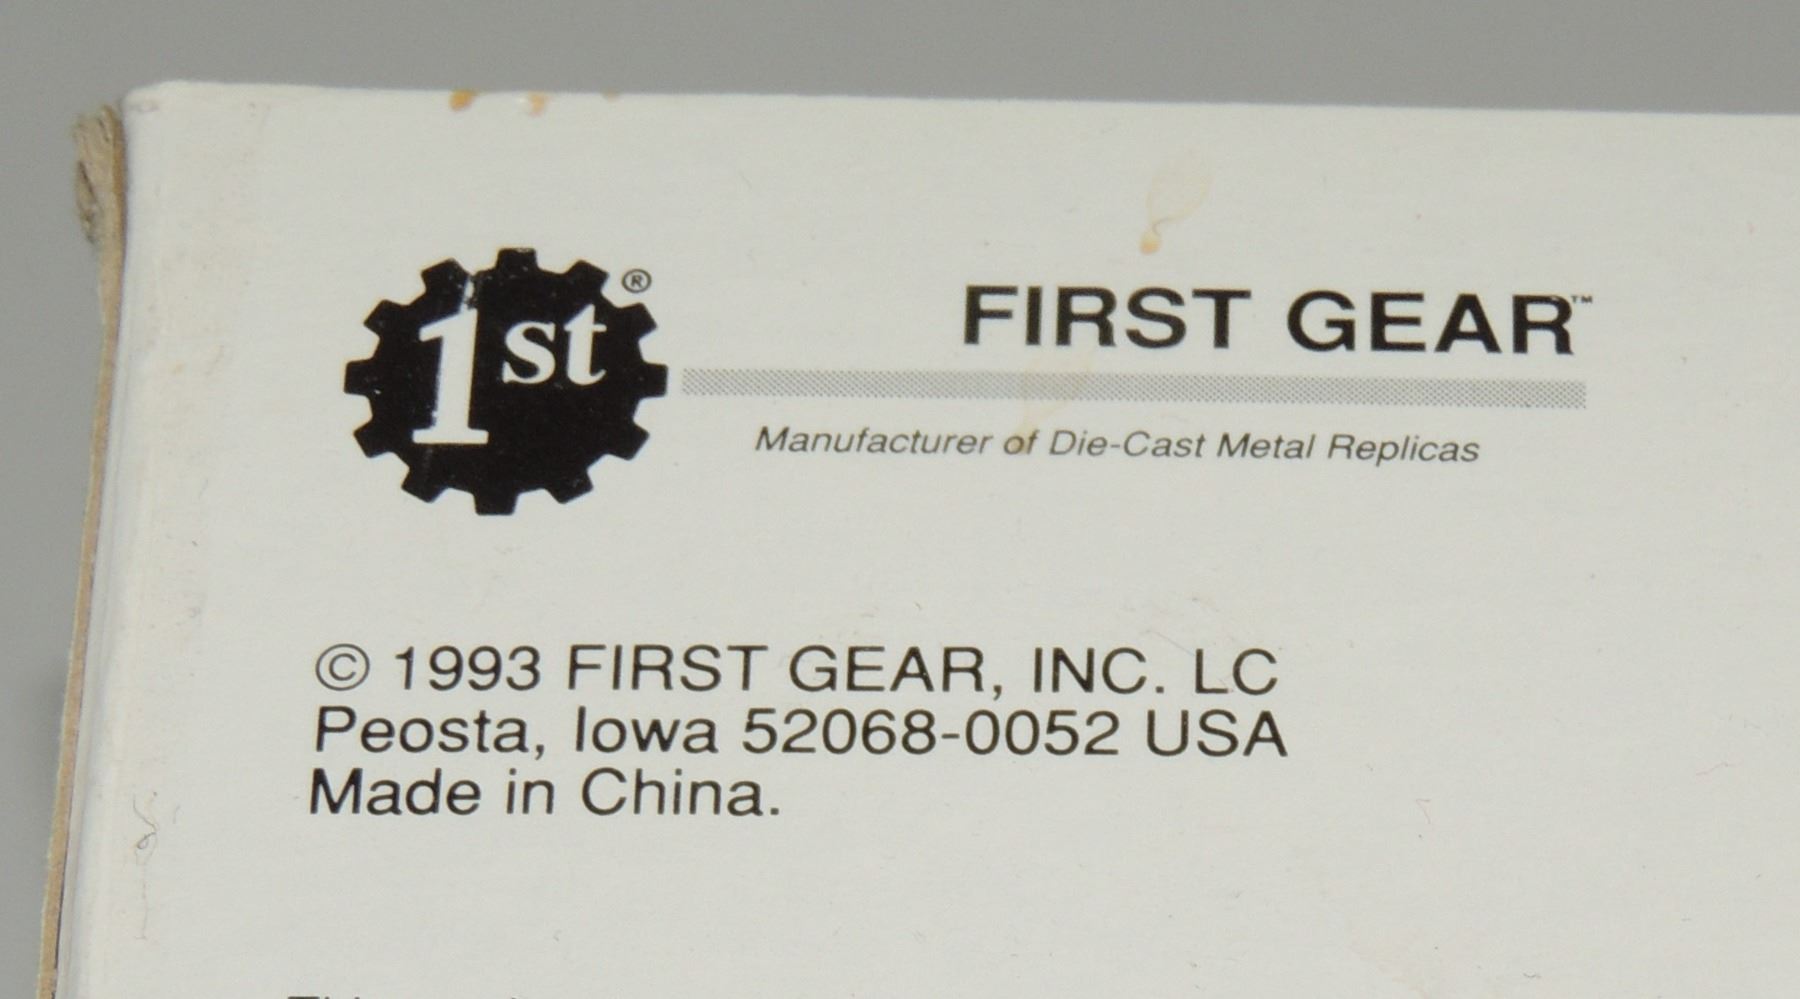 1st®
FIRST GEAR™
Manufacturer of Die-Cast Metal Replicas
© 1993 FIRST GEAR, INC. LC
Peosta, Iowa 52068-0052 USA
Made in China.